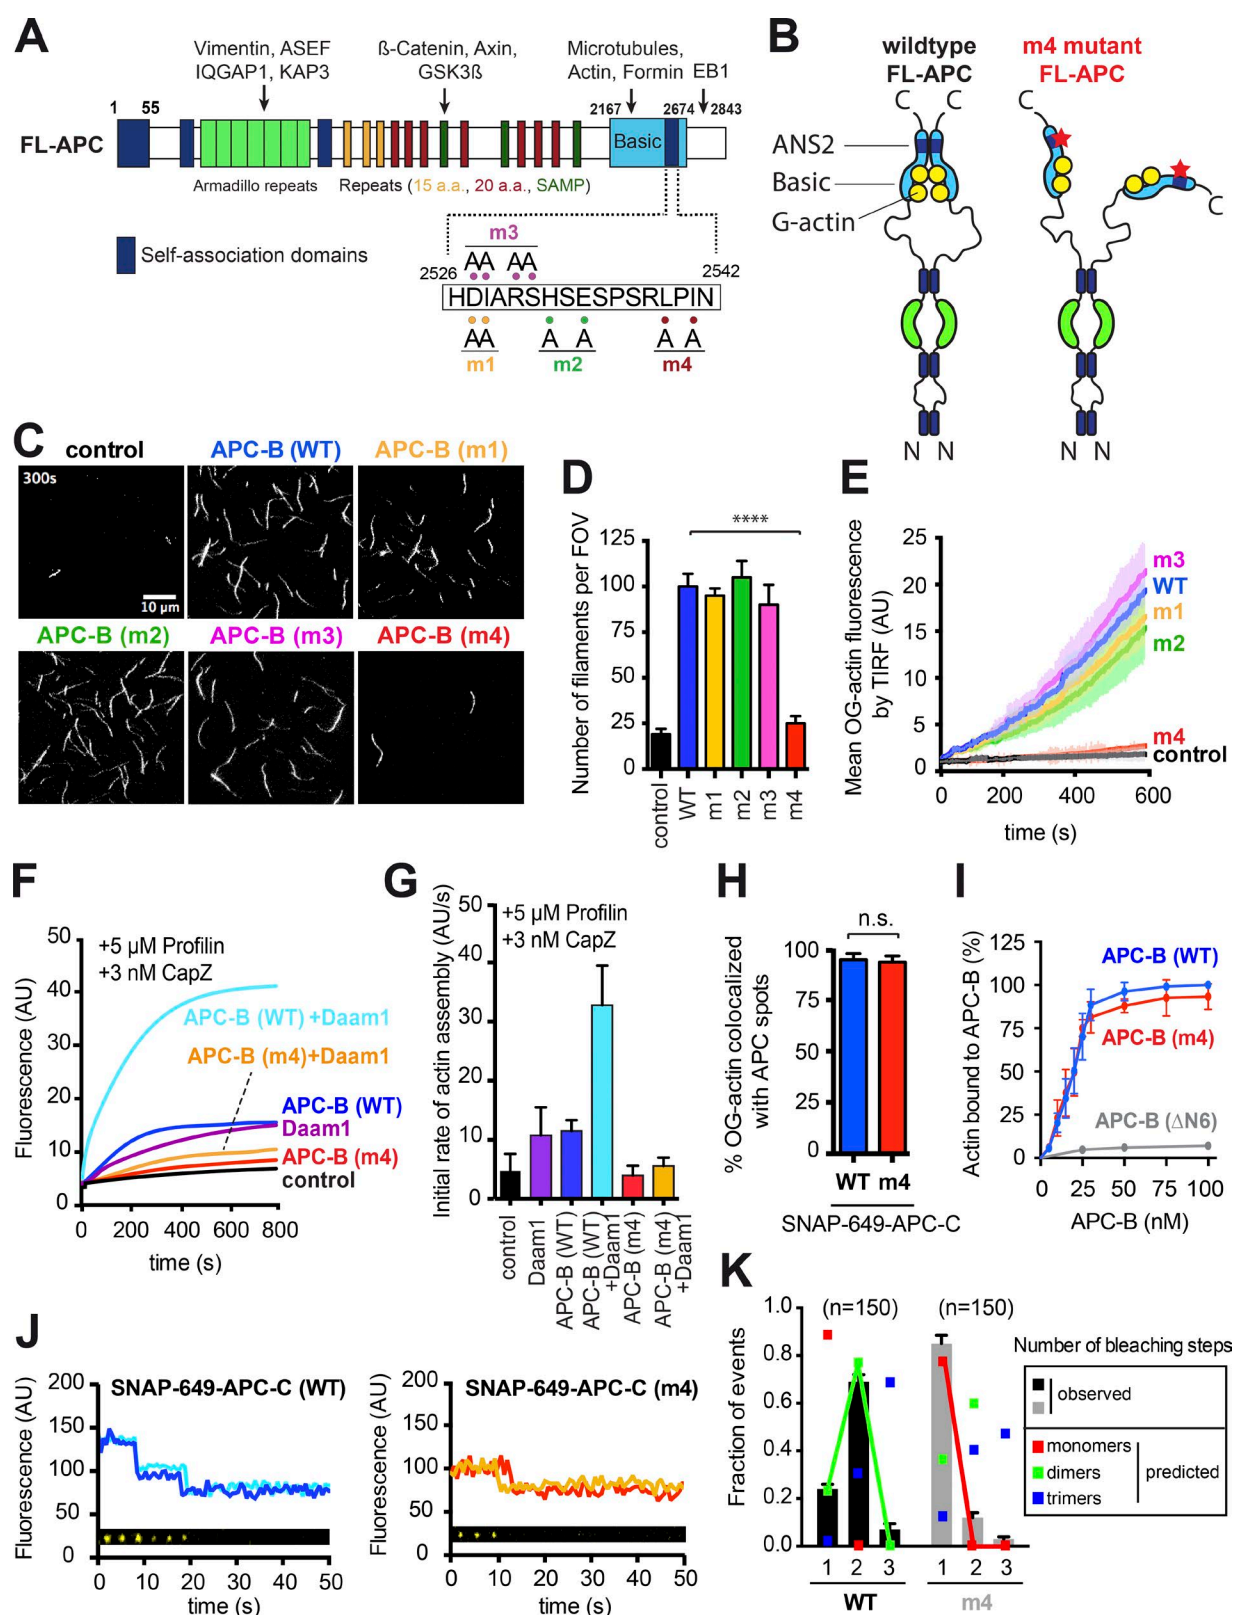 A
Vimentin, ASEF
IQGAP1, KAP3
ß-Catenin, Axin,
GSK3ß
Microtubules,
Actin, Formin
EB1
1
55
2167
2674
2843
FL-APC
Basic
Armadillo repeats
Repeats (15 a.a., 20 a.a., SAMP)
Self-association domains
m3
AA AA
2526
2542
HDIARSHSESPSRLPIN
AA A A A A
m1 m2 m4
B
wildtype
FL-APC
m4 mutant
FL-APC
C
C
ANS2
Basic
G-actin
C
N N
N N
C
control
APC-B (WT)
APC-B (m1)
300s
10 µm
APC-B (m2)
APC-B (m3)
APC-B (m4)
D
Number of filaments per FOV
125
100
75
50
25
0
****
control
WT
m1
m2
m3
m4
E
Mean OG-actin fluorescence
by TIRF (AU)
25
20
15
10
5
0
m3
WT
m1
m2
m4
control
0 200 400 600
time (s)
F
+5 µM Profilin
+3 nM CapZ
Fluorescence (AU)
50
40
30
20
10
0
APC-B (WT) +Daam1
APC-B (m4)+Daam1
APC-B (WT)
Daam1
APC-B (m4)
control
0 200 400 600 800
time (s)
G
Initial rate of actin assembly (AU/s)
+5 µM Profilin
+3 nM CapZ
50
40
30
20
10
0
control
Daam1
APC-B (WT)
APC-B (WT)
+Daam1
APC-B (m4)
APC-B (m4)
+Daam1
H
% OG-actin colocalized
with APC spots
n.s.
100
75
50
25
0
WT m4
SNAP-649-APC-C
I
Actin bound to APC-B (%)
125
100
75
50
25
0
APC-B (WT)
APC-B (m4)
APC-B (ΔN6)
0 25 50 75 100
APC-B (nM)
J
Fluorescence (AU)
200
150
100
50
0
SNAP-649-APC-C (WT)
0 10 20 30 40 50
time (s)
Fluorescence (AU)
200
150
100
50
0
SNAP-649-APC-C (m4)
0 10 20 30 40 50
time (s)
K
Fraction of events
1.0
0.8
0.6
0.4
0.2
0.0
(n=150)
(n=150)
1 2 3
1 2 3
WT
m4
Number of bleaching steps
observed
monomers
dimers
trimers
predicted